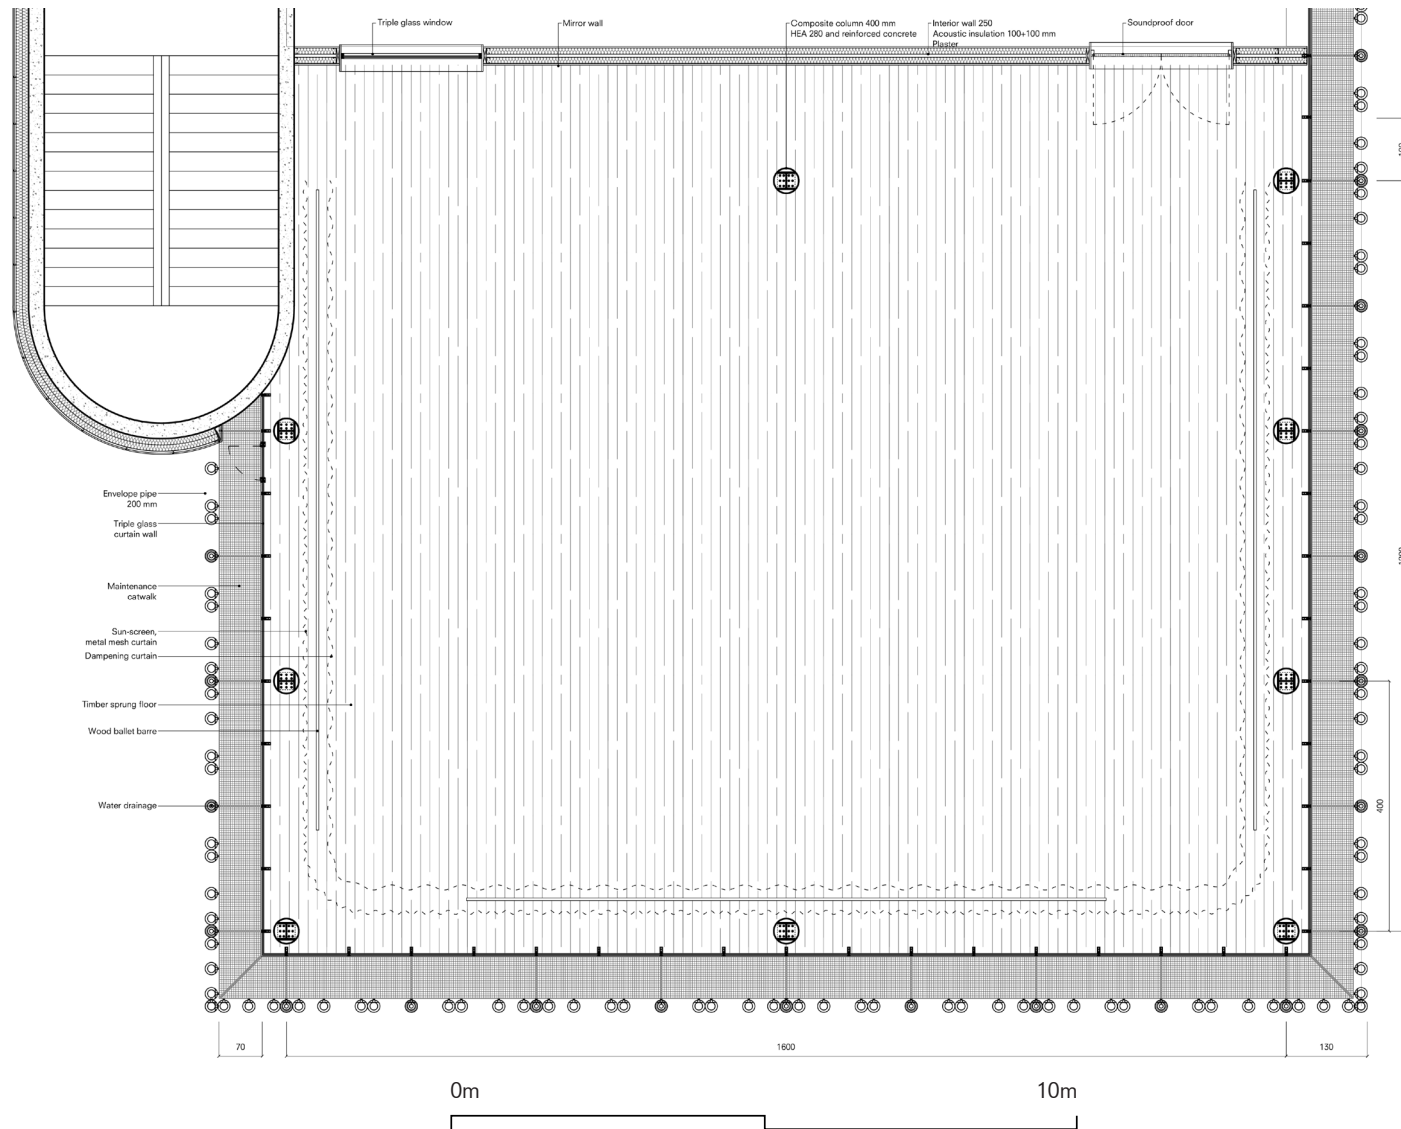 Triple glass window
Mirror wall
Composite column 400 mm
HEA 280 and reinforced concrete
Interior wall 250
Acoustic insulation 100+100 mm
Plaster
Soundproof door
Envelope pipe
200 mm
Triple glass
curtain wall
Maintenance
catwalk
Sun-screen,
metal mesh curtain
Dampening curtain
Timber sprung floor
Wood ballet barre
Water drainage
400
70
1600
130
0m
10m